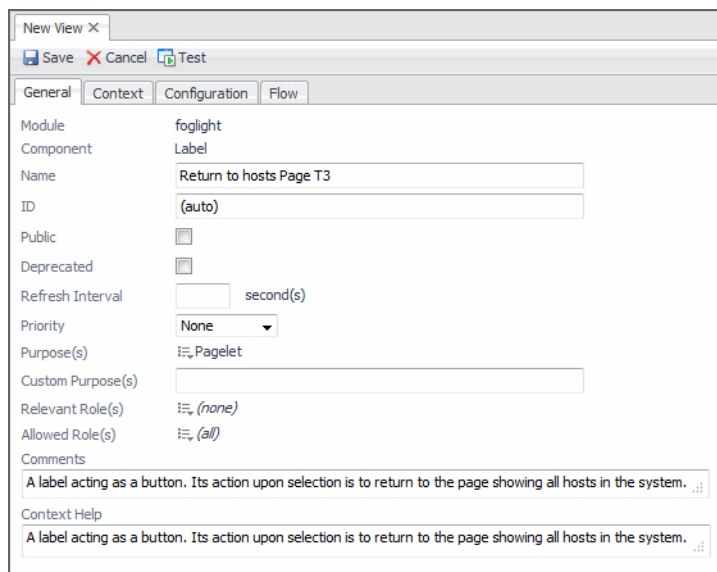 New View
Save Cancel Test
General Context Configuration Flow
Module foglight
Component Label
Name Return to hosts Page T3
ID (auto)
Public
Deprecated
Refresh Interval second(s)
Priority None
Purpose(s) Pagelet
Custom Purpose(s)
Relevant Role(s) (none)
Allowed Role(s) (all)
Comments
A label acting as a button. Its action upon selection is to return to the page showing all hosts in the system.
Context Help
A label acting as a button. Its action upon selection is to return to the page showing all hosts in the system.